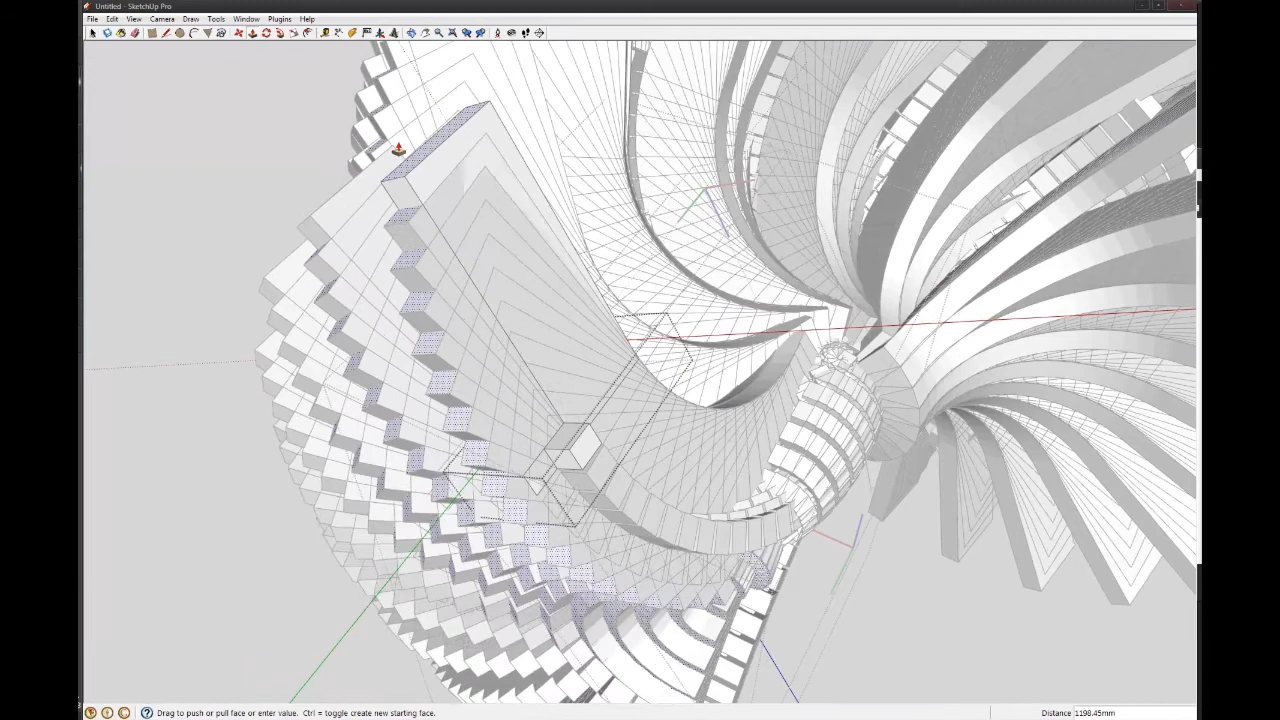 Untitled - SketchUp Pro
File Edit View Camera Draw Tools Window Plugins Help
Drag to push or pull face or enter value. Ctrl = toggle create new starting face. Distance 1198.45mm